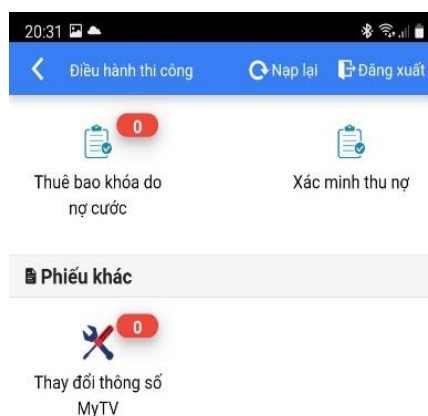 20:31
Điều hành thi công Nạp lại Đăng xuất
0
Thuê bao khóa do Xác minh thu nợ
nợ cước
Phiếu khác
0
Thay đổi thông số
MyTV